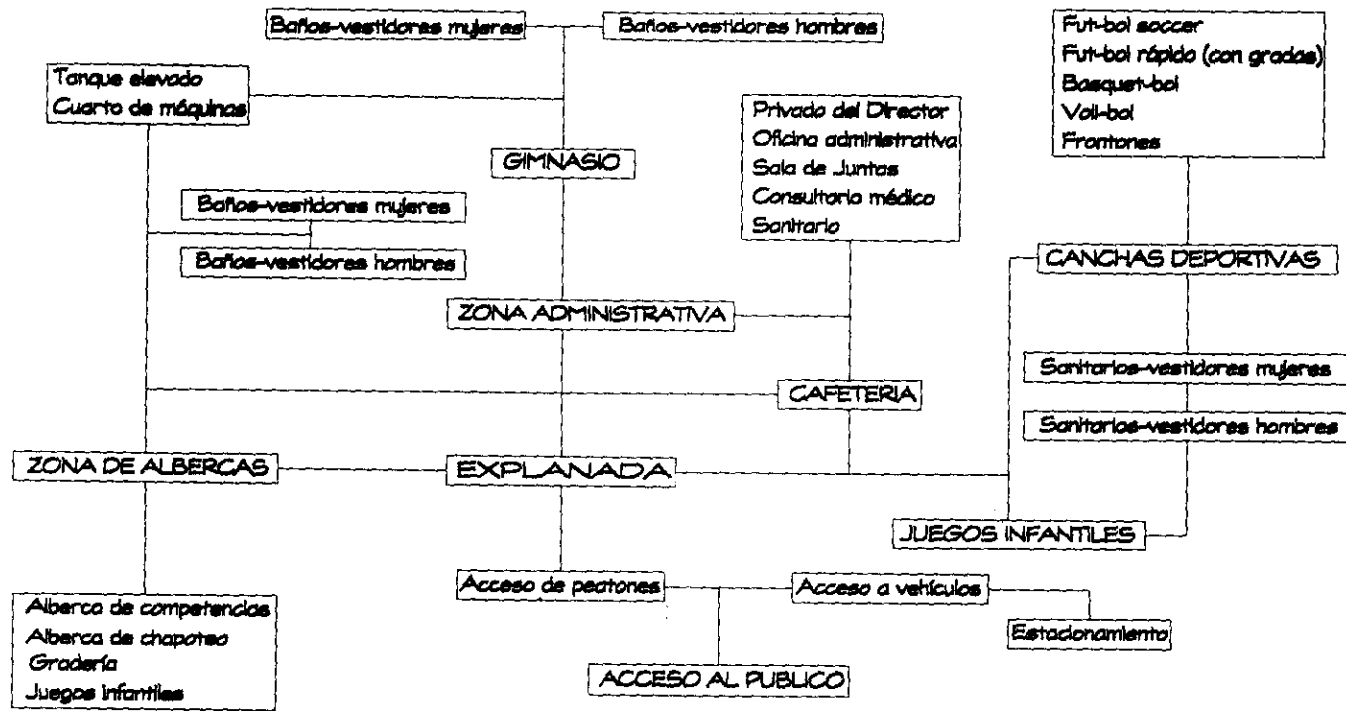 Baños-vestidores mujeres
Baños-vestidores hombres
Fut-bol soccer
Fut-bol rápido (con gradas)
Basquet-bol
Voli-bol
Frontones
Tanque elevado
Cuarto de máquinas
Privado del Director
Oficina administrativa
Sala de Juntas
Consultorio médico
Sanitario
GIMNASIO
Baños-vestidores mujeres
Baños-vestidores hombres
CANCHAS DEPORTIVAS
ZONA ADMINISTRATIVA
Sanitarios-vestidores mujeres
CAFETERIA
Sanitarios-vestidores hombres
ZONA DE ALBERCAS
EXPLANADA
JUEGOS INFANTILES
Acceso de peatones
Acceso a vehículos
Alberca de competencias
Alberca de chapoteo
Gradería
Juegos infantiles
Estacionamiento
ACCESO AL PUBLICO